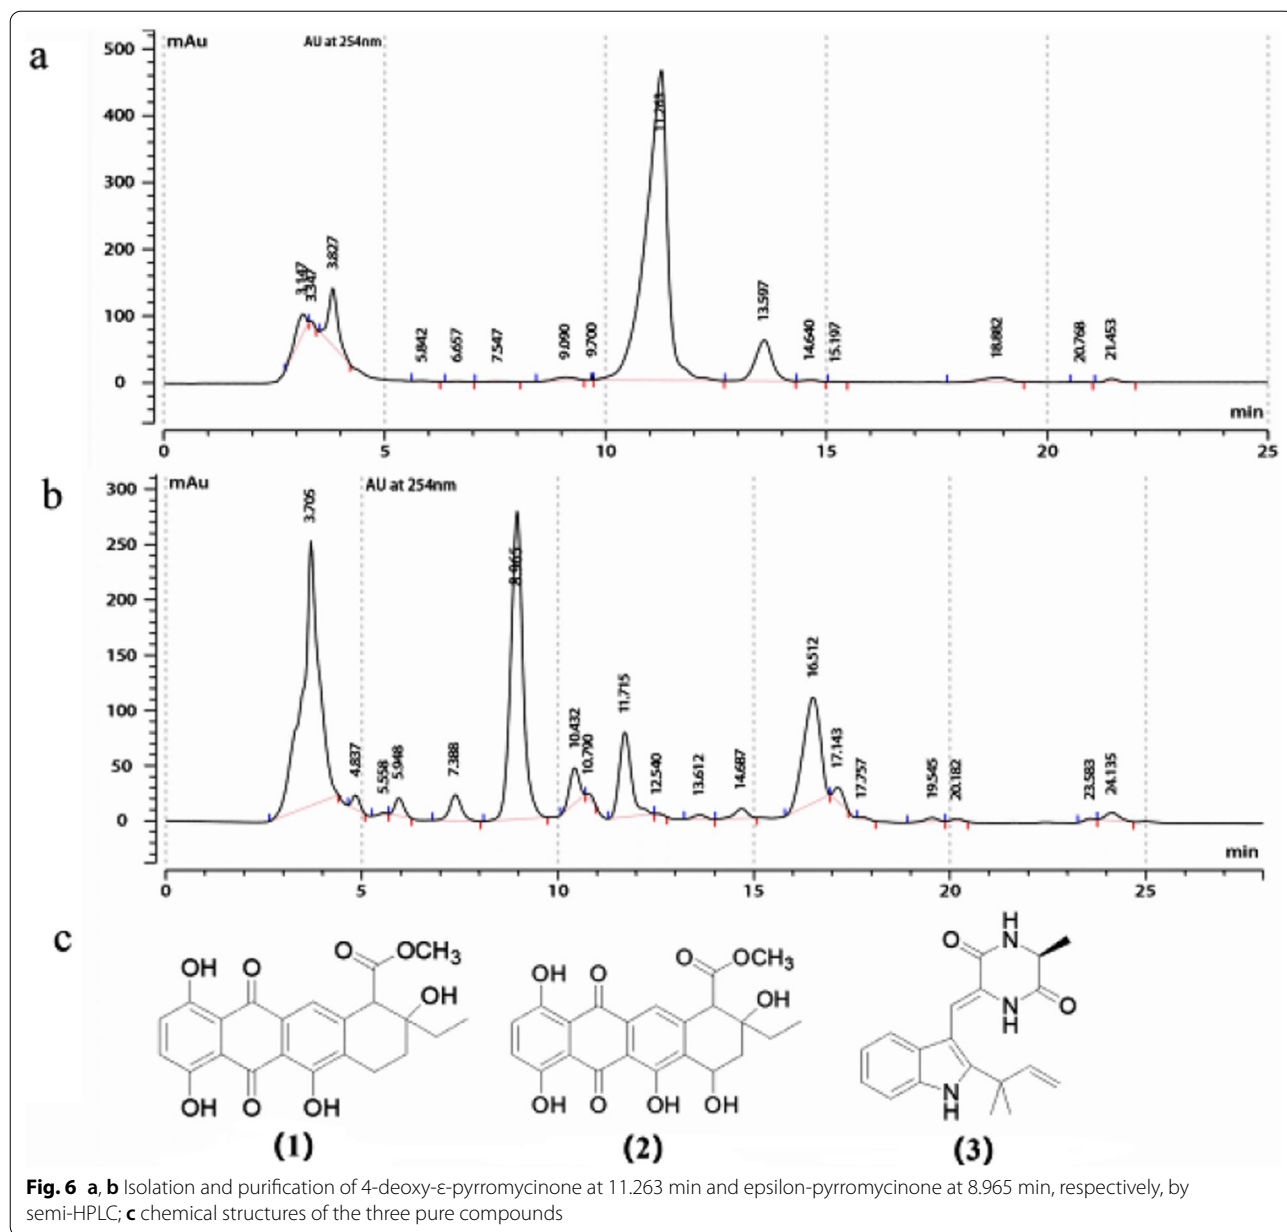 a
mAu
AU at 254nm
500
400
300
200
100
0
3.147
3.347
3.827
5.842
6.657
7.547
9.090
9.700
11.263
13.597
14.640
15.197
18.882
20.768
21.453
min
0 5 10 15 20 25
b
mAu
AU at 254nm
300
250
200
150
100
50
0
3.705
4.837
5.558
5.948
7.388
8.965
10.432
10.790
11.715
12.540
13.612
14.687
16.512
17.143
17.757
19.545
20.182
23.583
24.135
min
0 5 10 15 20 25
c
O
OCH3
OH O
OH
OH O OH
(1)
O
OCH3
OH O
OH
OH O OH OH
(2)
H
N
O
O
N
H
N
H
(3)
Fig. 6 a, b Isolation and purification of 4-deoxy-ε-pyrromycinone at 11.263 min and epsilon-pyrromycinone at 8.965 min, respectively, by
semi-HPLC; c chemical structures of the three pure compounds